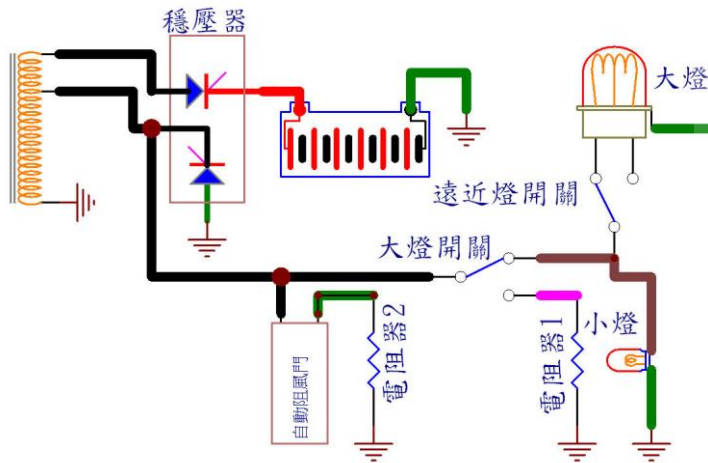 穩壓器
大燈
遠近燈開關
大燈開關
小燈
電阻器2
電阻器1
自動阻風門